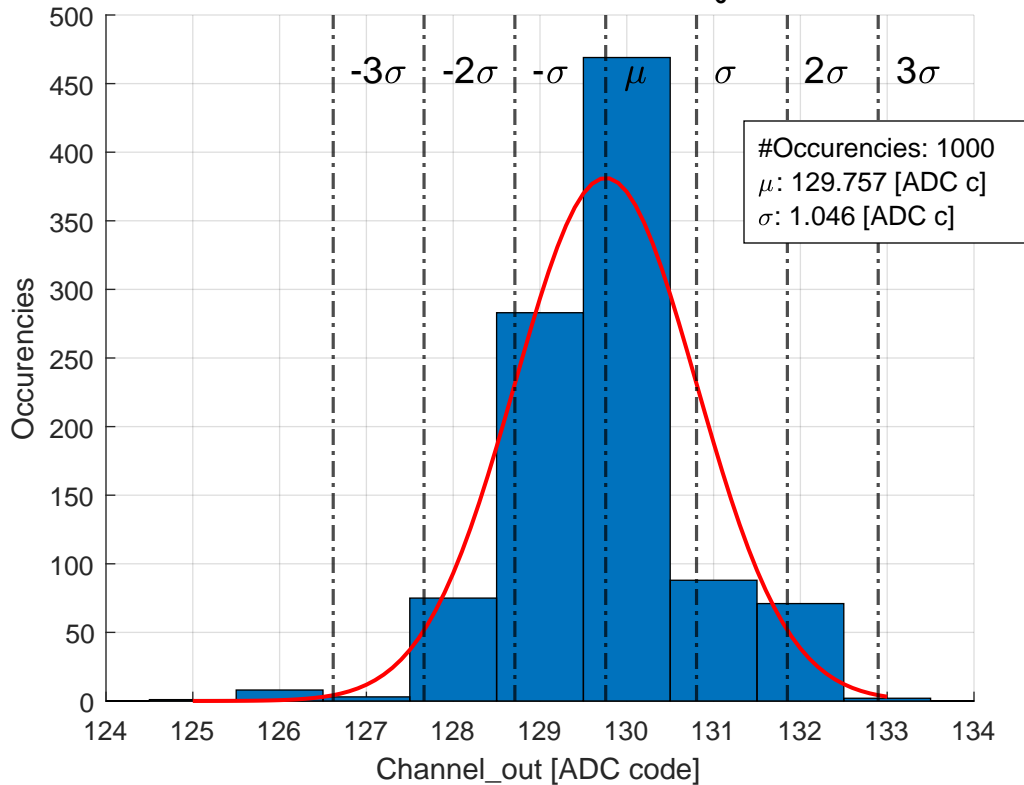 500
450
400
350
300
250
200
150
100
50
0
-3σ -2σ -σ μ σ 2σ 3σ
#Occurencies: 1000
μ: 129.757 [ADC c]
σ: 1.046 [ADC c]
Occurencies
124 125 126 127 128 129 130 131 132 133 134
Channel_out [ADC code]